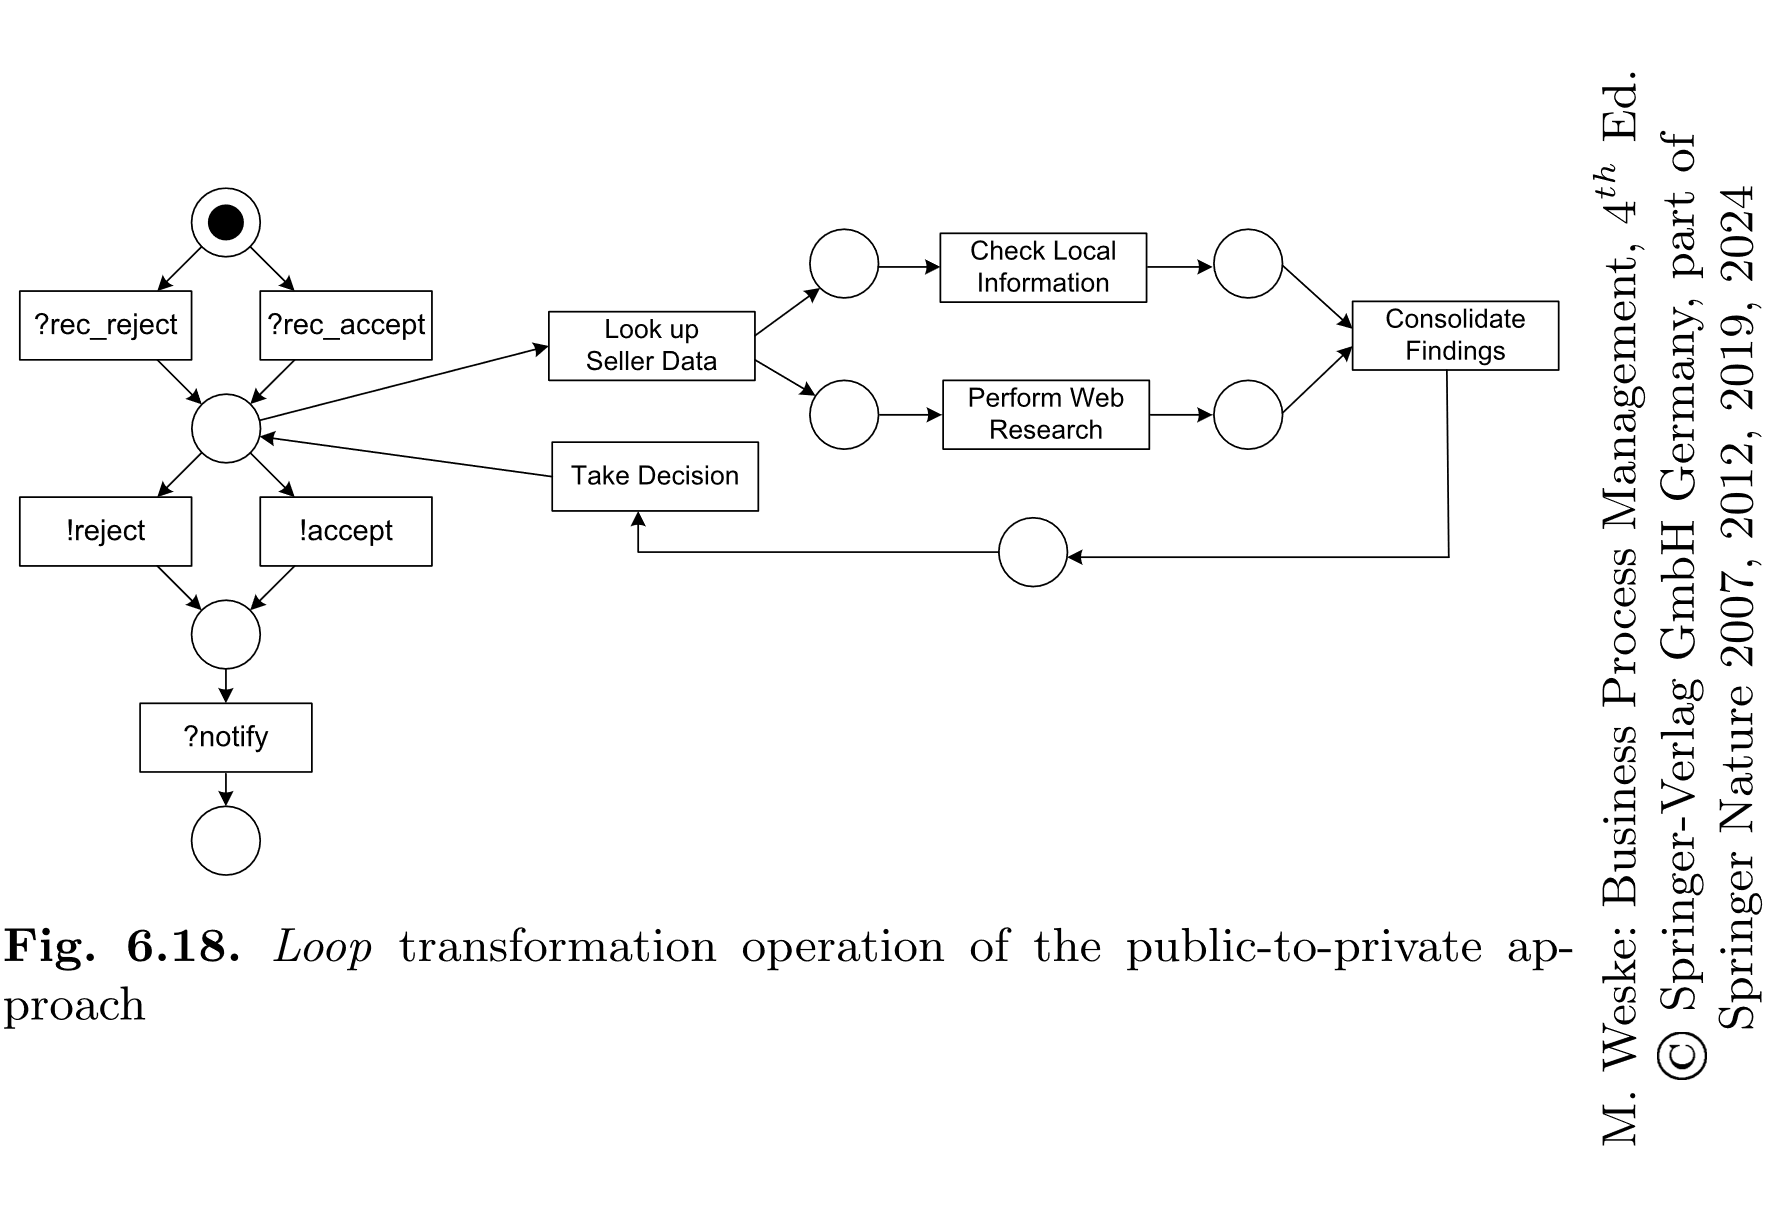 ?rec_reject
?rec_accept
Look up
Seller Data
Check Local
Information
Consolidate
Findings
Perform Web
Research
Take Decision
!reject
!accept
?notify
Fig. 6.18. Loop transformation operation of the public-to-private ap-
proach
M. Weske: Business Process Management, 4th Ed.
© Springer-Verlag GmbH Germany, part of
Springer Nature 2007, 2012, 2019, 2024